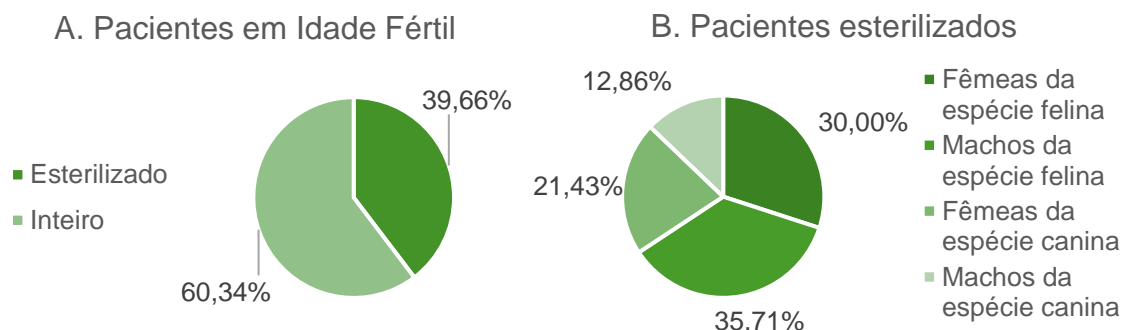 A. Pacientes em Idade Fértil
39,66%
Esterilizado
Inteiro
60,34%
B. Pacientes esterilizados
12,86%
30,00%
21,43%
35,71%
Fêmeas da
espécie felina
Machos da
espécie felina
Fêmeas da
espécie canina
Machos da
espécie canina